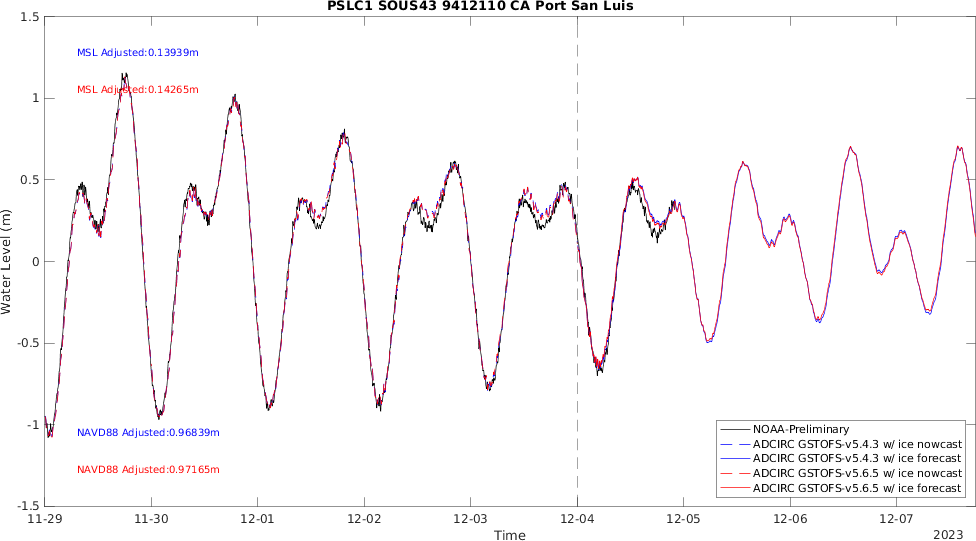 PSLC1 SOUS43 9412110 CA Port San Luis
1.5
MSL Adjusted:0.13939m
1
MSL Adjusted:0.14265m
0.5
Water Level (m)
0
-0.5
-1
NAVD88 Adjusted:0.96839m
NAVD88 Adjusted:0.97165m
-1.5
NOAA-Preliminary
ADCIRC GSTOFS-v5.4.3 w/ ice nowcast
ADCIRC GSTOFS-v5.4.3 w/ ice forecast
ADCIRC GSTOFS-v5.6.5 w/ ice nowcast
ADCIRC GSTOFS-v5.6.5 w/ ice forecast
11-29 11-30 12-01 12-02 12-03 12-04 12-05 12-06 12-07
Time
2023